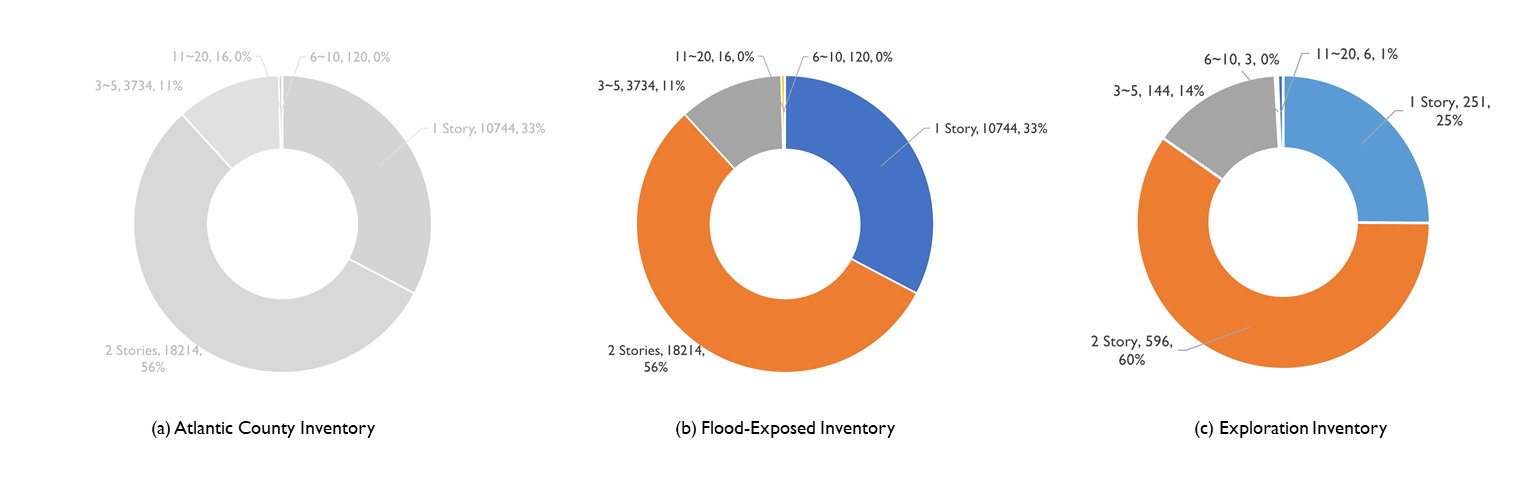 11~20, 16, 0%
6~10, 120, 0%
3~5, 3734, 11%
1 Story, 10744, 33%
2 Stories, 18214,
56%
(a) Atlantic County Inventory
11~20, 16, 0%
6~10, 120, 0%
3~5, 3734, 11%
1 Story, 10744, 33%
2 Stories, 18214,
56%
(b) Flood-Exposed Inventory
6~10, 3, 0%
11~20, 6, 1%
3~5, 144, 14%
1 Story, 251,
25%
2 Story, 596,
60%
(c) Exploration Inventory